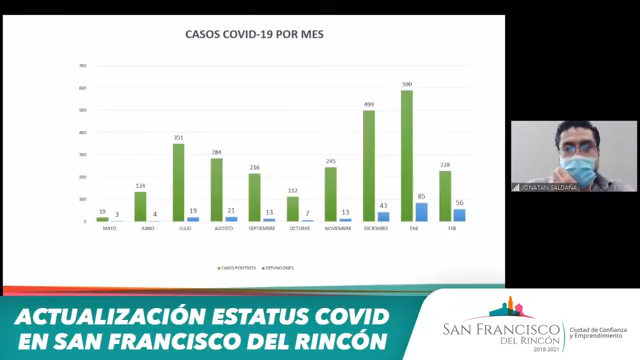 CASOS COVID-19 POR MES
700
600
500
400
300
200
100
0
19 3 134 4 351 19 284 21 216 13 112 7 245 13 499 43 590 85 228 56
MAYO JUNIO JULIO AGOSTO SEPTIEMBRE OCTUBRE NOVIEMBRE DICIEMBRE ENE FEB
CASOS POSITIVOS DEFUNCIONES
JONATAN SALDAÑA
ACTUALIZACIÓN ESTATUS COVID
EN SAN FRANCISCO DEL RINCÓN
SAN FRANCISCO
DEL RINCÓN
2018-2021
Ciudad de Confianza
y Emprendimiento